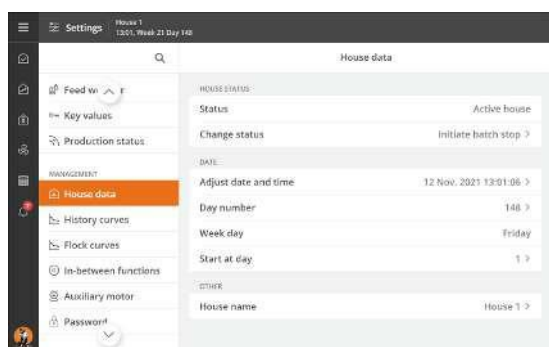 Settings
House 1
13:01, Week 21 Day 148
House data
Feed
Key values
Production status
MANAGEMENT
House data
History curves
Flock curves
In-between functions
Auxiliary motor
Password
HOUSE STATUS
Status Active house
Change status Initiate batch stop >
DATE
Adjust date and time 12 Nov. 2021 13:01:06 >
Day number 148 >
Week day Friday
Start at day 1 >
OTHER
House name House 1 >